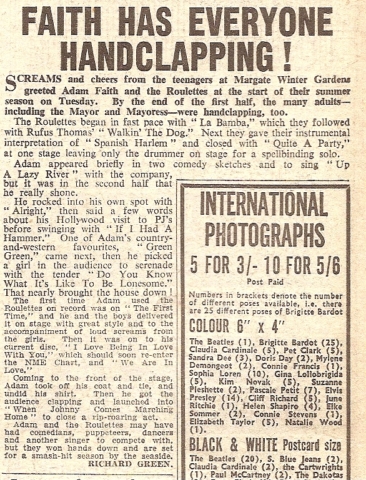 FAITH HAS EVERYONE
HANDCLAPPING !
SCREAMS and cheers from the teenagers at Margate Winter Gardens
greeted Adam Faith and the Roulettes at the start of their summer
season on Tuesday. By the end of the first half, the many adults—
including the Mayor and Mayoress—were handclapping, too.
The Roulettes began in fast pace with " La Bamba," which they followed
with Rufus Thomas' " Walkin' The Dog." Next they gave their instrumental
interpretation of " Spanish Harlem " and closed with " Quite A Party,"
at one stage leaving only the drummer on stage for a spellbinding solo.
Adam appeared briefly in two comedy sketches and to sing " Up
A Lazy River " with the company,
but it was in the second half that
he really shone.
He rocked into his own spot with
" Alright," then said a few words
about his Hollywood visit to PJ's
before swinging with " If I Had A
Hammer." One of Adam's country-
and-western favourites, " Green
Green," came next, then he picked
a girl in the audience to serenade
with the tender " Do You Know
What It's Like To Be Lonesome."
That nearly brought the house down !
The first time Adam used the
Roulettes on record was on " The First
Time," and he and the boys delivered
it on stage with great style and to the
accompaniment of loud screams from
the girls. Then it was on to his
current disc, " I Love Being In Love
With You," which should soon re-enter
the NME Chart, and " We Are In
Love."
Coming to the front of the stage,
Adam took off his coat and tie, and
undid his shirt. Then he got the
audience clapping and launched into
" When Johnny Comes Marching
Home " to close a rip-roaring act.
Adam and the Roulettes may have
had comedians, puppeteers, dancers
and another singer to compete with,
but they won hands down and are set
for a smash-hit season by the seaside.
RICHARD GREEN.
INTERNATIONAL
PHOTOGRAPHS
5 FOR 3/- 10 FOR 5/6
Post Paid
Numbers in brackets denote the number
of different poses available, i.e. there
are 25 different poses of Brigitte Bardot
COLOUR 6" x 4"
The Beatles (1), Brigitte Bardot (25),
Claudia Cardinale (5), Pet Clark (5),
Sandra Dee (3), Doris Day (2), Mylene
Demongeot (2), Connie Francis (1),
Sophia Loren (10), Gina Lollobrigida
(5), Kim Novak (5), Suzanne
Pleshette (2), Pascale Petit (7), Elvis
Presley (14), Cliff Richard (5), June
Ritchie (1), Helen Shapiro (4), Elke
Sommer (2), Connie Stevens (1),
Elizabeth Taylor (5), Natalie Wood
(1).
BLACK & WHITE Postcard size
The Beatles (20), S. Blue Jeans (2),
Claudia Cardinale (2), the Cartwrights
(1), Paul McCartney (2), The Dakotas